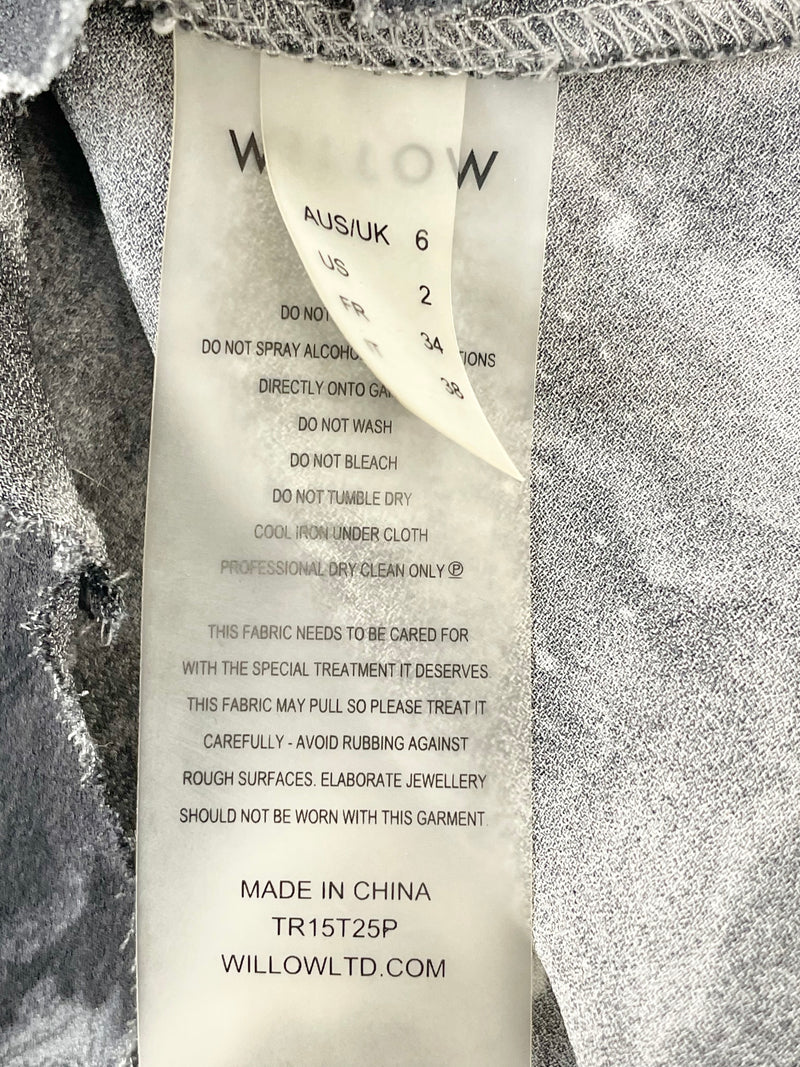 WILLOW
AUS/UK 6
US 2
FR 34
IT 38
DO NOT
DO NOT SPRAY
DIRECTLY ONTO
DO NOT WASH
DO NOT BLEACH
DO NOT TUMBLE DRY
COOL IRON UNDER CLOTH
PROFESSIONAL DRY CLEAN ONLY Ⓟ
THIS FABRIC NEEDS TO BE CARED FOR
WITH THE SPECIAL TREATMENT IT DESERVES.
THIS FABRIC MAY PULL SO PLEASE TREAT IT
CAREFULLY - AVOID RUBBING AGAINST
ROUGH SURFACES. ELABORATE JEWELLERY
SHOULD NOT BE WORN WITH THIS GARMENT.
MADE IN CHINA
TR15T25P
WILLOWLTD.COM